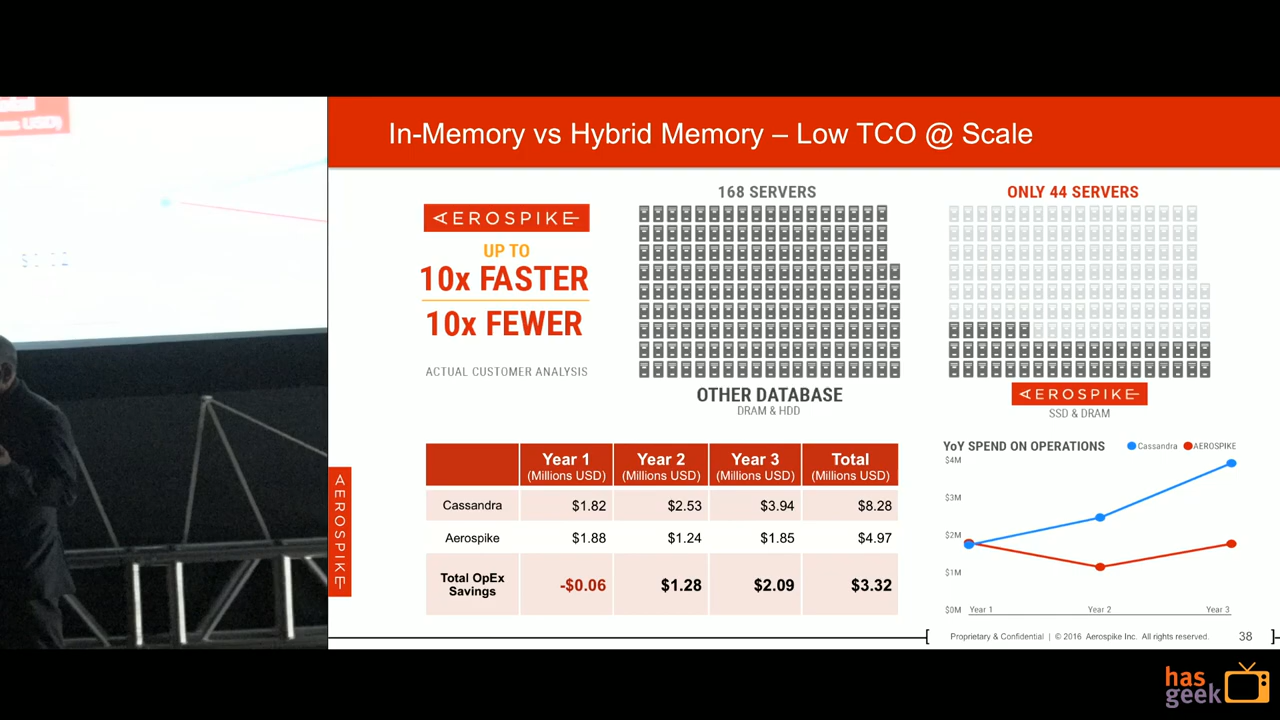 In-Memory vs Hybrid Memory – Low TCO @ Scale
AEROSPIKE
UP TO
10x FASTER
10x FEWER
ACTUAL CUSTOMER ANALYSIS
168 SERVERS
OTHER DATABASE
DRAM & HDD
ONLY 44 SERVERS
AEROSPIKE
SSD & DRAM
AEROSPIKE
Year 1 Year 2 Year 3 Total
(Millions USD) (Millions USD) (Millions USD) (Millions USD)
Cassandra $1.82 $2.53 $3.94 $8.28
Aerospike $1.88 $1.24 $1.85 $4.97
Total OpEx
Savings -$0.06 $1.28 $2.09 $3.32
YoY SPEND ON OPERATIONS
Cassandra AEROSPIKE
$4M
$3M
$2M
$1M
$0M Year 1 Year 2 Year 3
Proprietary & Confidential | © 2016 Aerospike Inc. All rights reserved. 38
has
geek